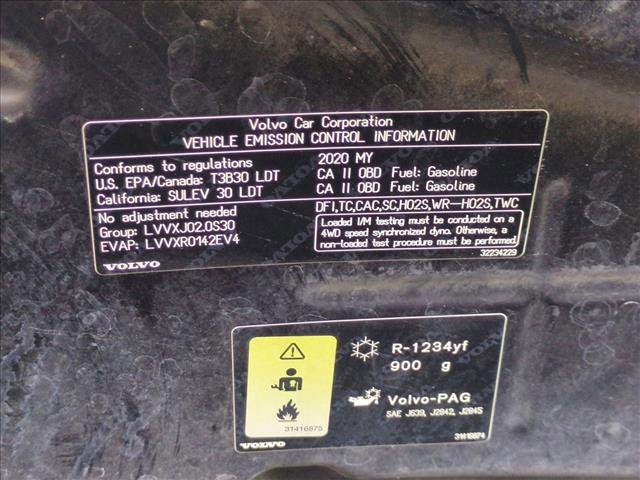 Volvo Car Corporation
VEHICLE EMISSION CONTROL INFORMATION
Conforms to regulations 2020 MY
U.S. EPA/Canada: T3B30 LDT CA II OBD Fuel: Gasoline
California: SULEV 30 LDT CA II OBD Fuel: Gasoline
No adjustment needed DFI,TC,CAC,SC,HO2S,WR-HO2S,TWC
Group: LVVXJ02.0S30
EVAP: LVVXR0142EV4
Loaded I/M testing must be conducted on a
4WD speed synchronized dyno. Otherwise, a
non-loaded test procedure must be performed.
VOLVO 32234229
R-1234yf
900 g
Volvo-PAG
SAE J639, J2842, J2845
31416875
VOLVO 31416874